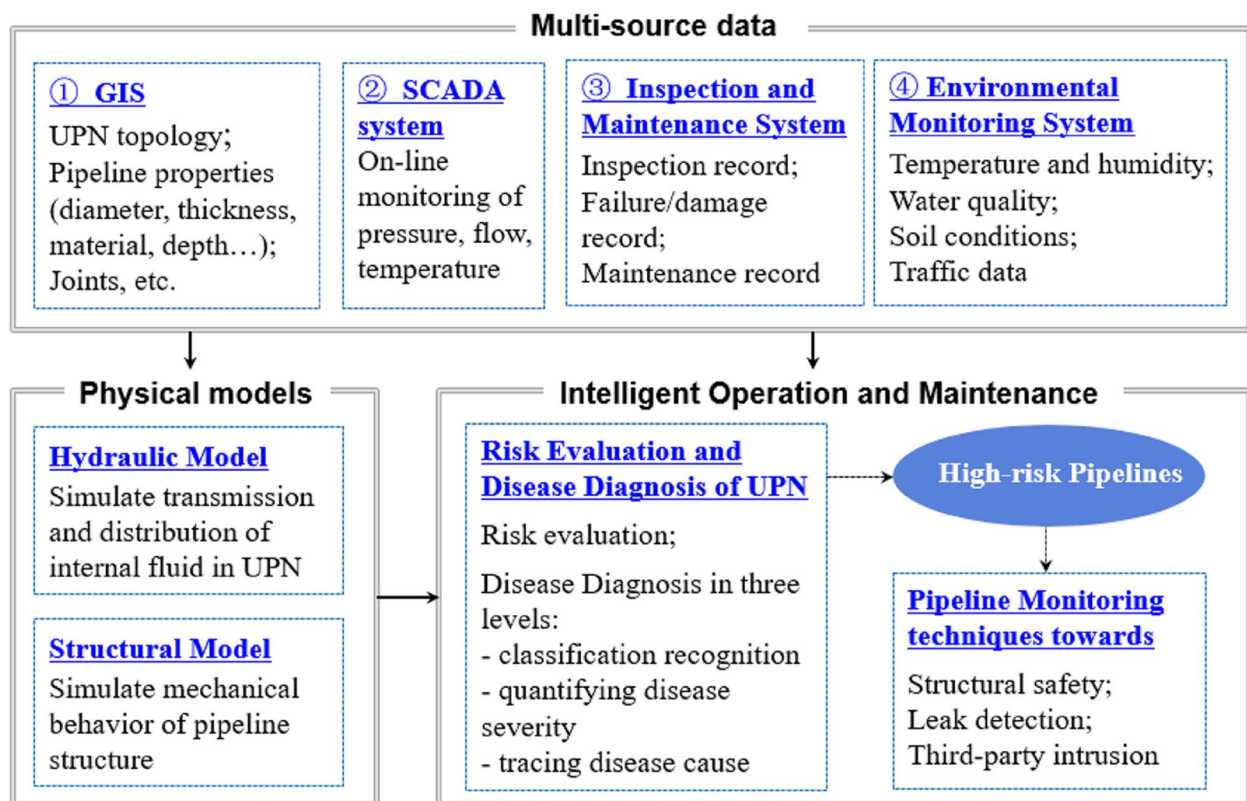 Multi-source data
① GIS
UPN topology;
Pipeline properties
(diameter, thickness,
material, depth…);
Joints, etc.
② SCADA
system
On-line
monitoring of
pressure, flow,
temperature
③ Inspection and
Maintenance System
Inspection record;
Failure/damage
record;
Maintenance record
④ Environmental
Monitoring System
Temperature and humidity;
Water quality;
Soil conditions;
Traffic data
Physical models
Hydraulic Model
Simulate transmission
and distribution of
internal fluid in UPN
Structural Model
Simulate mechanical
behavior of pipeline
structure
Intelligent Operation and Maintenance
Risk Evaluation and
Disease Diagnosis of UPN
Risk evaluation;
Disease Diagnosis in three
levels:
- classification recognition
- quantifying disease
severity
- tracing disease cause
High-risk Pipelines
Pipeline Monitoring
techniques towards
Structural safety;
Leak detection;
Third-party intrusion